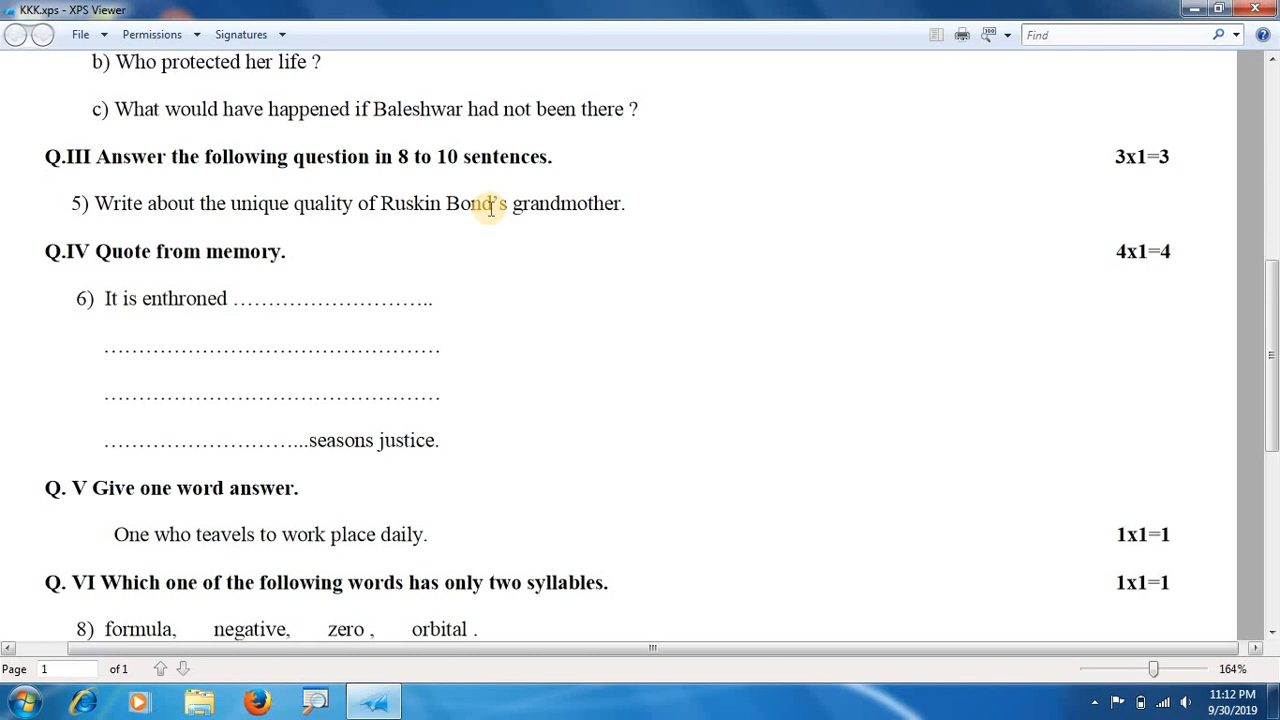 KKK.xps - XPS Viewer
File Permissions Signatures Find
b) Who protected her life ?
c) What would have happened if Baleshwar had not been there ?
Q.III Answer the following question in 8 to 10 sentences. 3x1=3
5) Write about the unique quality of Ruskin Bond's grandmother.
Q.IV Quote from memory. 4x1=4
6) It is enthroned ………………………..
…………………………………………
…………………………………………
………………………...seasons justice.
Q. V Give one word answer.
One who teavels to work place daily. 1x1=1
Q. VI Which one of the following words has only two syllables. 1x1=1
8) formula, negative, zero , orbital .
Page 1 of 1 164%
11:12 PM
9/30/2019